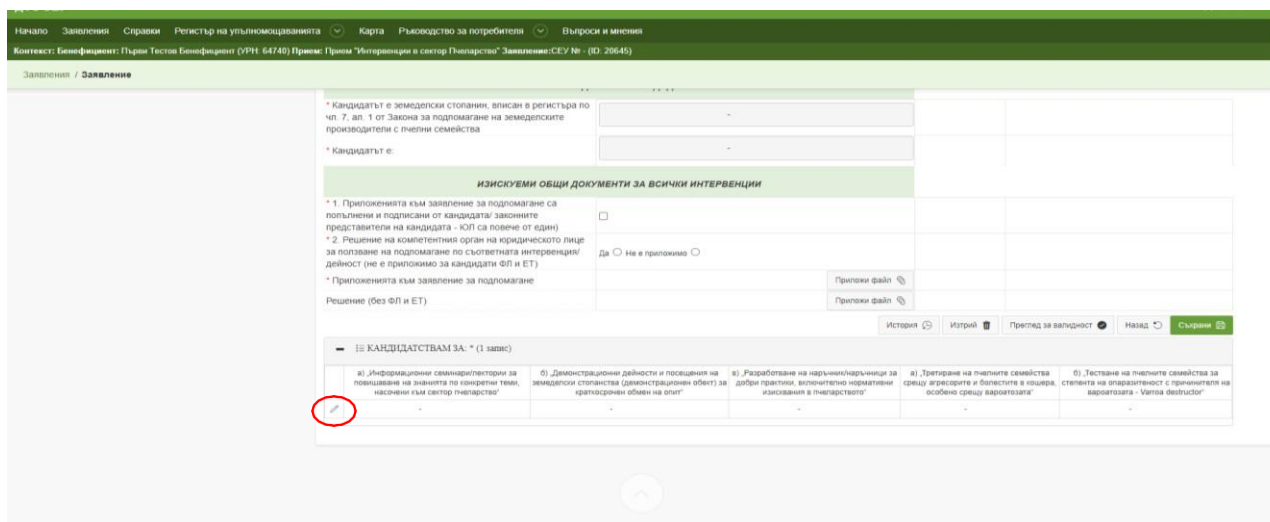 Начало Заявления Справки Регистър на упълномощаванията Карта Ръководство за потребителя Въпроси и мнения
Контекст: Бенефициент: Първи Тестов Бенефициент (УРН: 64740) Прием: Прием "Интервенции в сектор Пчеларство" Заявление:СЕУ № - (ID: 20645)
Заявления / Заявление
* Кандидатът е земеделски стопанин, вписан в регистъра по
чл. 7, ал. 1 от Закона за подпомагане на земеделските
производители с пчелни семейства
-
* Кандидатът е:
-
ИЗИСКУЕМИ ОБЩИ ДОКУМЕНТИ ЗА ВСИЧКИ ИНТЕРВЕНЦИИ
* 1. Приложенията към заявление за подпомагане са
попълнени и подписани от кандидата/ законните
представители на кандидата - ЮЛ са повече от един)
* 2. Решение на компетентния орган на юридическото лице
за ползване на подпомагане по съответната интервенция/
дейност (не е приложимо за кандидати ФЛ и ЕТ)
Да Не е приложимо
* Приложенията към заявление за подпомагане
Приложи файл
Решение (без ФЛ и ЕТ)
Приложи файл
История Изтрий Преглед за валидност Назад Съхрани
КАНДИДАТСТВАМ ЗА: * (1 запис)
а) „Информационни семинари/лектории за
повишаване на знанията по конкретни теми,
насочени към сектор пчеларство"
б) „Демонстрационни дейности и посещения на
земеделски стопанства (демонстрационен обект) за
краткосрочен обмен на опит"
в) „Разработване на наръчник/наръчници за
добри практики, включително нормативни
изисквания в пчеларството"
а) „Третиране на пчелните семейства
срещу агресорите и болестите в кошера,
особено срещу вароатозата"
б) „Тестване на пчелните семейства за
степента на опаразитеност с причинителя на
вароатозата - Varroa destructor"
- - - - -